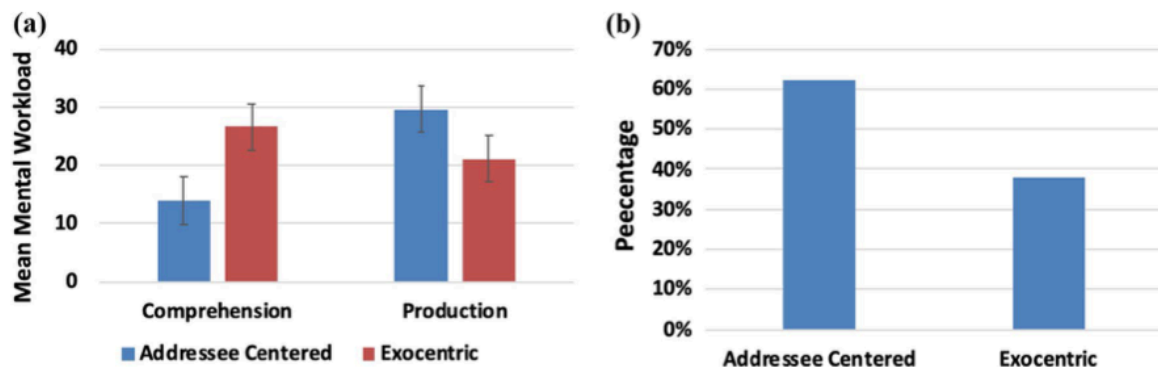 (a)
Mean Mental Workload
40
30
20
10
0
Comprehension Production
Addressee Centered Exocentric
(b)
Peecentage
70%
60%
50%
40%
30%
20%
10%
0%
Addressee Centered Exocentric